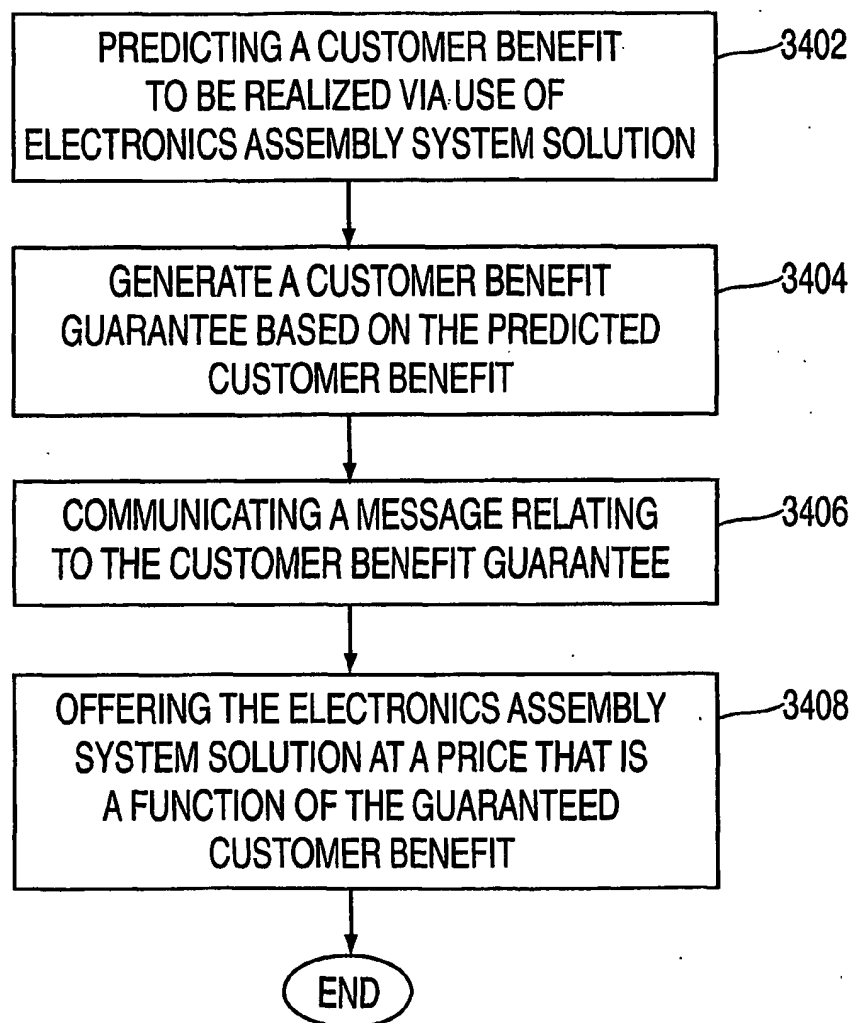 PREDICTING A CUSTOMER BENEFIT
TO BE REALIZED VIA USE OF
ELECTRONICS ASSEMBLY SYSTEM SOLUTION
3402
GENERATE A CUSTOMER BENEFIT
GUARANTEE BASED ON THE PREDICTED
CUSTOMER BENEFIT
3404
COMMUNICATING A MESSAGE RELATING
TO THE CUSTOMER BENEFIT GUARANTEE
3406
OFFERING THE ELECTRONICS ASSEMBLY
SYSTEM SOLUTION AT A PRICE THAT IS
A FUNCTION OF THE GUARANTEED
CUSTOMER BENEFIT
3408
END